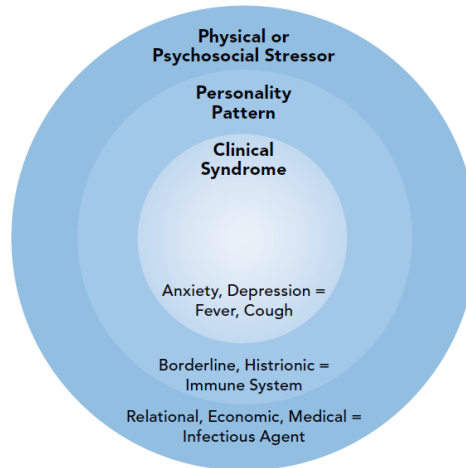 Physical or
Psychosocial Stressor
Personality
Pattern
Clinical
Syndrome
Anxiety, Depression =
Fever, Cough
Borderline, Histrionic =
Immune System
Relational, Economic, Medical =
Infectious Agent